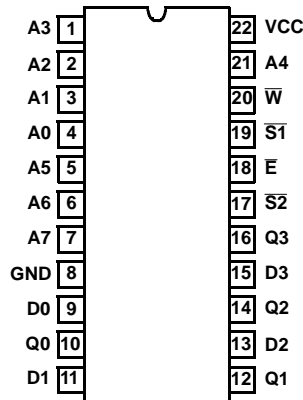 A3 1 22 VCC
A2 2 21 A4
A1 3 20 W̅
A0 4 19 S̅1̅
A5 5 18 E̅
A6 6 17 S̅2̅
A7 7 16 Q3
GND 8 15 D3
D0 9 14 Q2
Q0 10 13 D2
D1 11 12 Q1